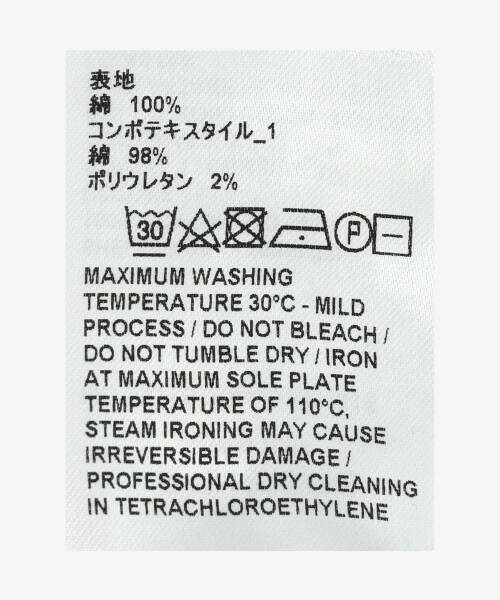 表地
綿 100%
コンポテキスタイル_1
綿 98%
ポリウレタン 2%
30 P
MAXIMUM WASHING
TEMPERATURE 30°C - MILD
PROCESS / DO NOT BLEACH /
DO NOT TUMBLE DRY / IRON
AT MAXIMUM SOLE PLATE
TEMPERATURE OF 110°C,
STEAM IRONING MAY CAUSE
IRREVERSIBLE DAMAGE /
PROFESSIONAL DRY CLEANING
IN TETRACHLOROETHYLENE